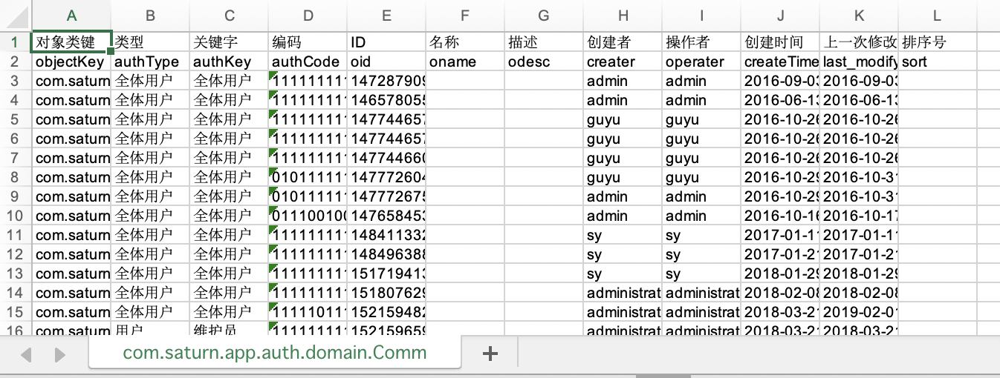 A B C D E F G H I J K L
1 对象类键 类型 关键字 编码 ID 名称 描述 创建者 操作者 创建时间 上一次修改 排序号
2 objectKey authType authKey authCode oid oname odesc creater operater createTime last_modify sort
3 com.saturn 全体用户 全体用户 111111111 147287909 admin admin 2016-09-03 2016-09-03
4 com.saturn 全体用户 全体用户 111111111 146578055 admin admin 2016-06-13 2016-06-13
5 com.saturn 全体用户 全体用户 111111111 147744657 guyu guyu 2016-10-26 2016-10-26
6 com.saturn 全体用户 全体用户 111111111 147744657 guyu guyu 2016-10-26 2016-10-26
7 com.saturn 全体用户 全体用户 111111111 147744660 guyu guyu 2016-10-26 2016-10-26
8 com.saturn 全体用户 全体用户 010111111 147772604 guyu guyu 2016-10-29 2016-10-31
9 com.saturn 全体用户 全体用户 010111111 147772675 admin admin 2016-10-29 2016-10-31
10 com.saturn 全体用户 全体用户 011100100 147658453 admin admin 2016-10-16 2016-10-17
11 com.saturn 全体用户 全体用户 111111111 148411332 sy sy 2017-01-11 2017-01-11
12 com.saturn 全体用户 全体用户 111111111 148496388 sy sy 2017-01-21 2017-01-21
13 com.saturn 全体用户 全体用户 111111111 151719413 sy sy 2018-01-29 2018-01-29
14 com.saturn 全体用户 全体用户 111111111 151807629 administrat administrat 2018-02-08 2018-02-08
15 com.saturn 全体用户 全体用户 111110111 152159482 administrat administrat 2018-03-21 2019-02-01
16 com.saturn 用户 维护员 111111111 152159659 administrat administrat 2018-03-21 2018-03-21
com.saturn.app.auth.domain.Comm